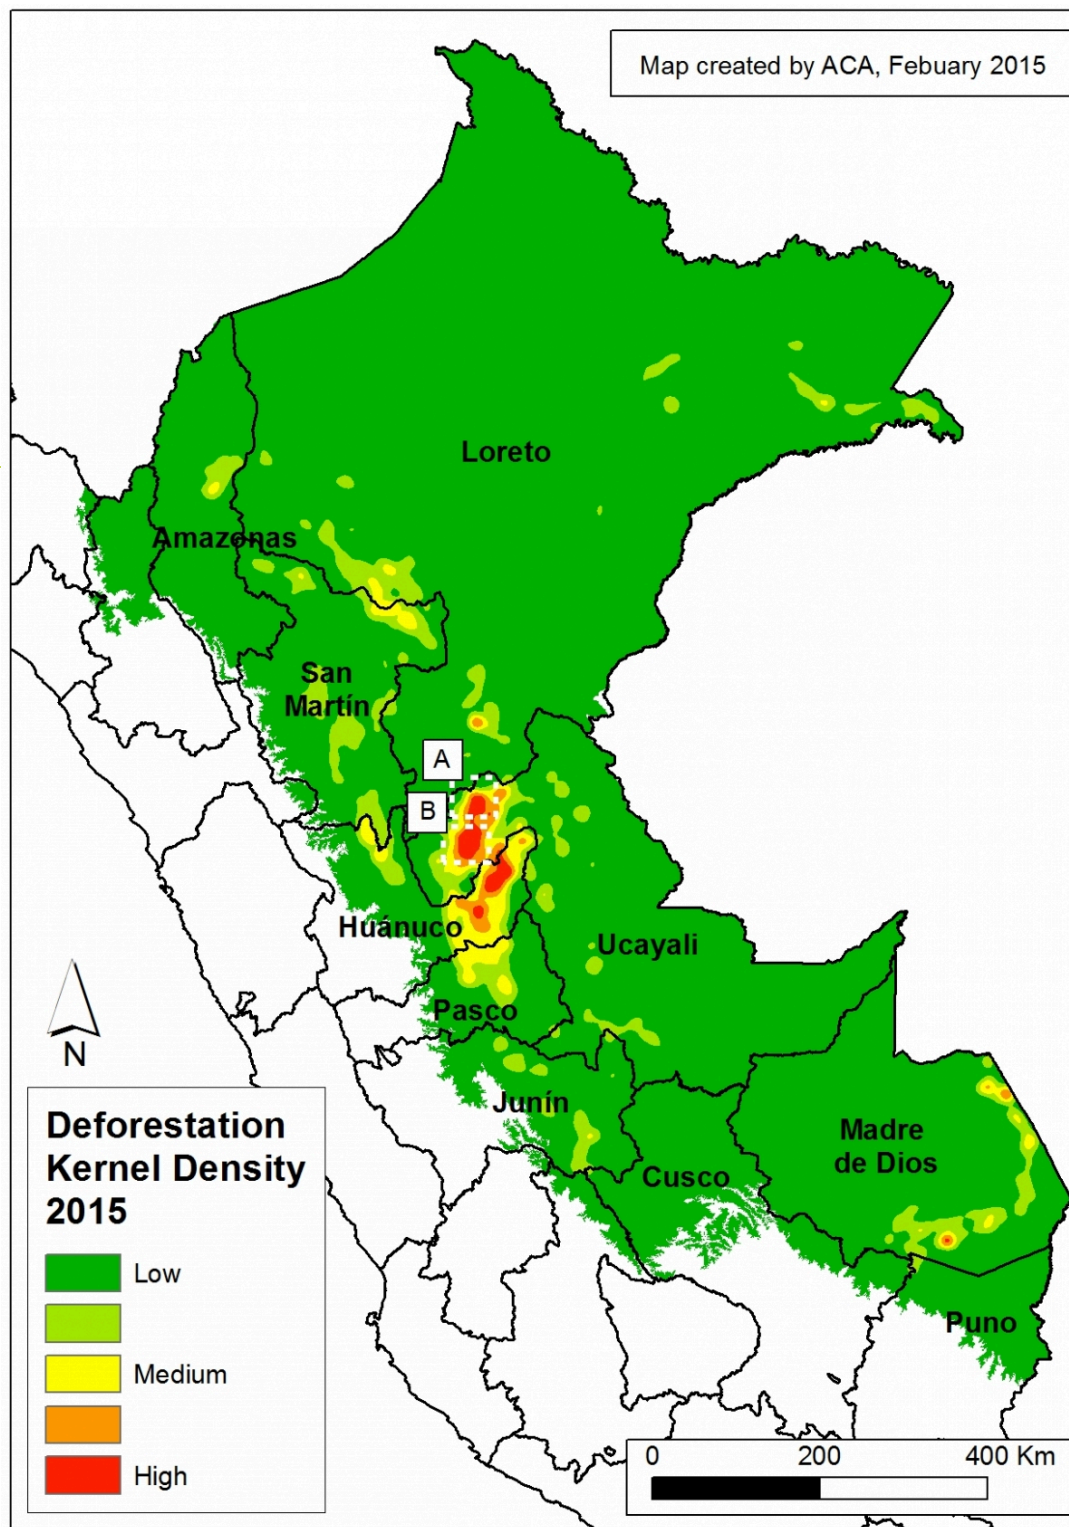 Map created by ACA, Febuary 2015
Loreto
Amazonas
San
Martín
A
B
Huánuco
Ucayali
Pasco
N
Junín
Madre
de Dios
Cusco
Puno
Deforestation
Kernel Density
2015
Low
Medium
High
0 200 400 Km